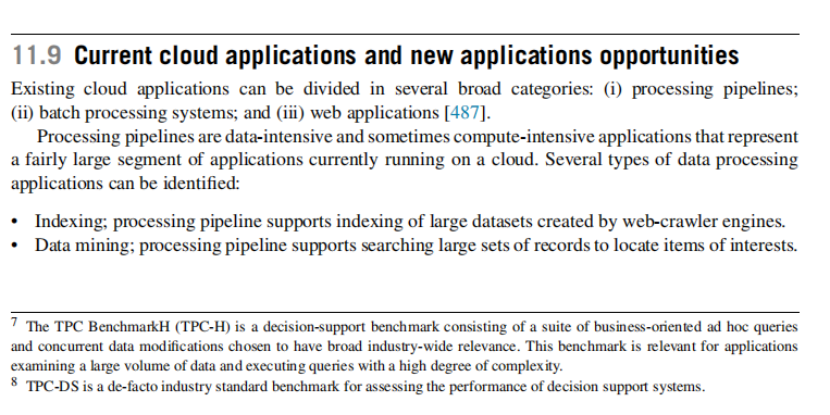 11.9 Current cloud applications and new applications opportunities
Existing cloud applications can be divided in several broad categories: (i) processing pipelines;
(ii) batch processing systems; and (iii) web applications [487].
Processing pipelines are data-intensive and sometimes compute-intensive applications that represent
a fairly large segment of applications currently running on a cloud. Several types of data processing
applications can be identified:
• Indexing; processing pipeline supports indexing of large datasets created by web-crawler engines.
• Data mining; processing pipeline supports searching large sets of records to locate items of interests.
7 The TPC BenchmarkH (TPC-H) is a decision-support benchmark consisting of a suite of business-oriented ad hoc queries
and concurrent data modifications chosen to have broad industry-wide relevance. This benchmark is relevant for applications
examining a large volume of data and executing queries with a high degree of complexity.
8 TPC-DS is a de-facto industry standard benchmark for assessing the performance of decision support systems.